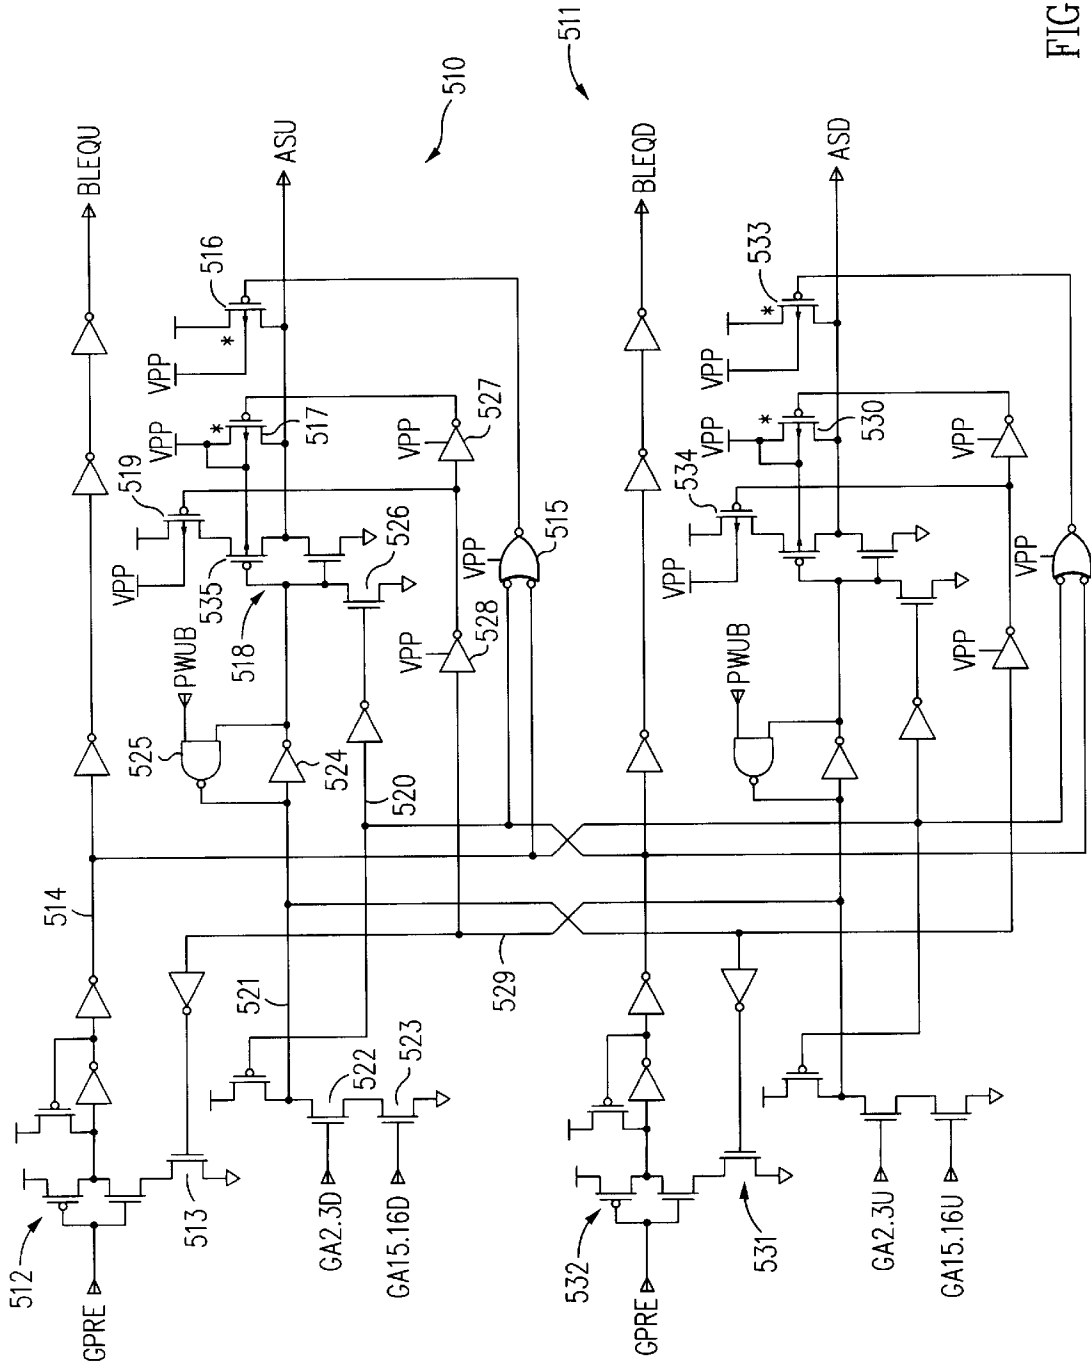 FIG
510
511
BLEQU
ASU
516
*
VPP
517
*
VPP
519
VPP
535
518
526
527
VPP
528
VPP
515
VPP
PWUB
525
524
520
514
521
529
522
523
512
513
GPRE
GA2.3D
GA15.16D
BLEQD
ASD
533
*
VPP
530
*
VPP
534
VPP
VPP
VPP
VPP
PWUB
532
531
GPRE
GA2.3U
GA15.16U